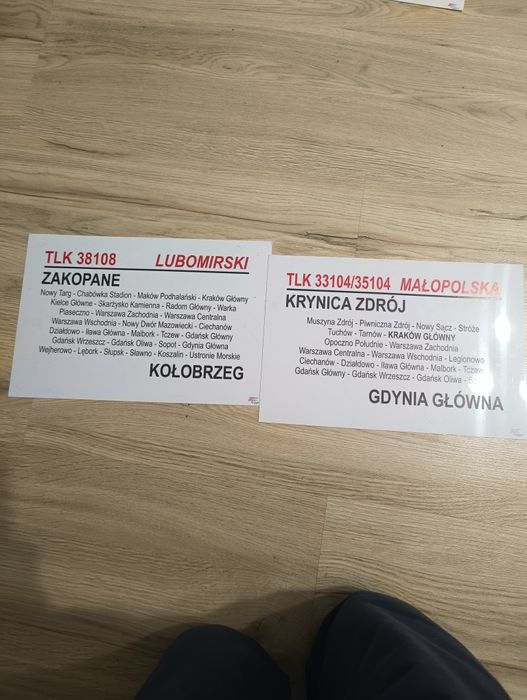 TLK 38108 LUBOMIRSKI
ZAKOPANE
Nowy Targ - Chabówka Stadion - Maków Podhalański - Kraków Główny
Kielce Główne - Skarżysko Kamienna - Radom Główny - Warka
Piaseczno - Warszawa Zachodnia - Warszawa Centralna
Warszawa Wschodnia - Nowy Dwór Mazowiecki - Ciechanów
Działdowo - Iława Główna - Malbork - Tczew - Gdańsk Główny
Gdańsk Wrzeszcz - Gdańsk Oliwa - Sopot - Gdynia Główna
Wejherowo - Lębork - Słupsk - Sławno - Koszalin - Ustronie Morskie
KOŁOBRZEG
TLK 33104/35104 MAŁOPOLSKA
KRYNICA ZDRÓJ
Muszyna Zdrój - Piwniczna Zdrój - Nowy Sącz - Stróże
Tuchów - Tarnów - KRAKÓW GŁÓWNY
Opoczno Południe - Warszawa Zachodnia
Warszawa Centralna - Warszawa Wschodnia - Legionowo
Ciechanów - Działdowo - Iława Główna - Malbork - Tczew
Gdańsk Główny - Gdańsk Wrzeszcz - Gdańsk Oliwa -
GDYNIA GŁÓWNA